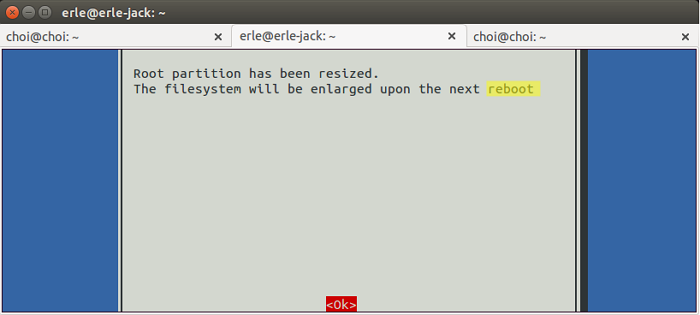 erle@erle-jack: ~
choi@choi: ~
erle@erle-jack: ~
choi@choi: ~
Root partition has been resized.
The filesystem will be enlarged upon the next reboot
<Ok>